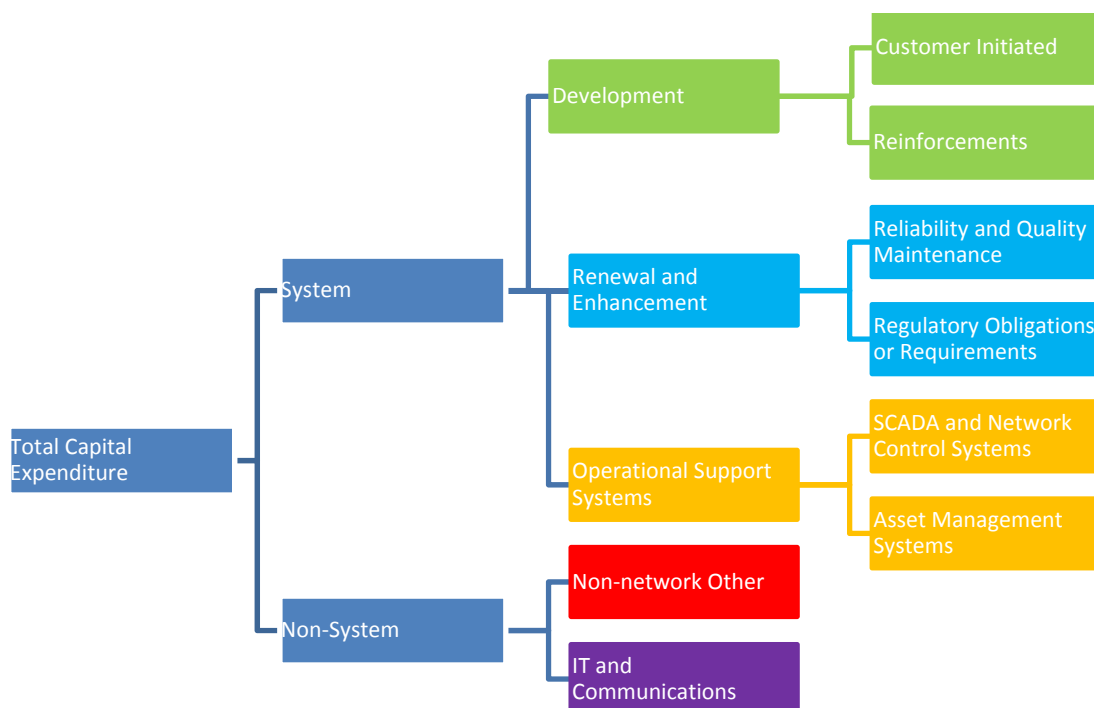 Customer Initiated
Development
Reinforcements
Reliability and Quality
Maintenance
System
Renewal and
Enhancement
Regulatory Obligations
or Requirements
SCADA and Network
Control Systems
Total Capital
Expenditure
Operational Support
Systems
Asset Management
Systems
Non-network Other
Non-System
IT and
Communications